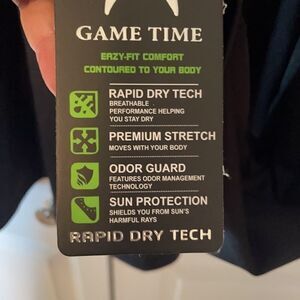 GAME TIME
EAZY-FIT COMFORT
CONTOURED TO YOUR BODY
RAPID DRY TECH
BREATHABLE
PERFORMANCE HELPING
YOU STAY DRY
PREMIUM STRETCH
MOVES WITH YOUR BODY
ODOR GUARD
FEATURES ODOR MANAGEMENT
TECHNOLOGY
SUN PROTECTION
SHIELDS YOU FROM SUN'S
HARMFUL RAYS
RAPID DRY TECH